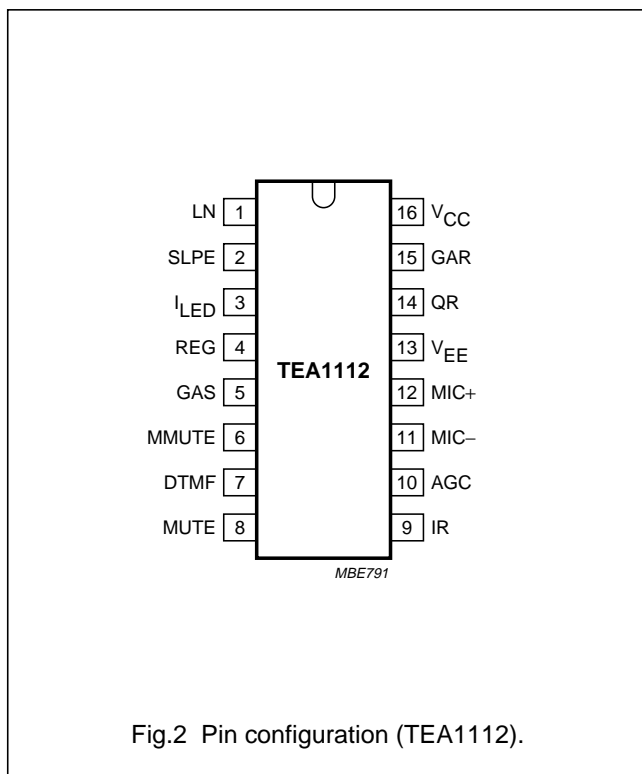 LN 1 16 VCC
SLPE 2 15 GAR
ILED 3 14 QR
REG 4 13 VEE
TEA1112
GAS 5 12 MIC+
MMUTE 6 11 MIC−
DTMF 7 10 AGC
MUTE 8 9 IR
MBE791
Fig.2 Pin configuration (TEA1112).